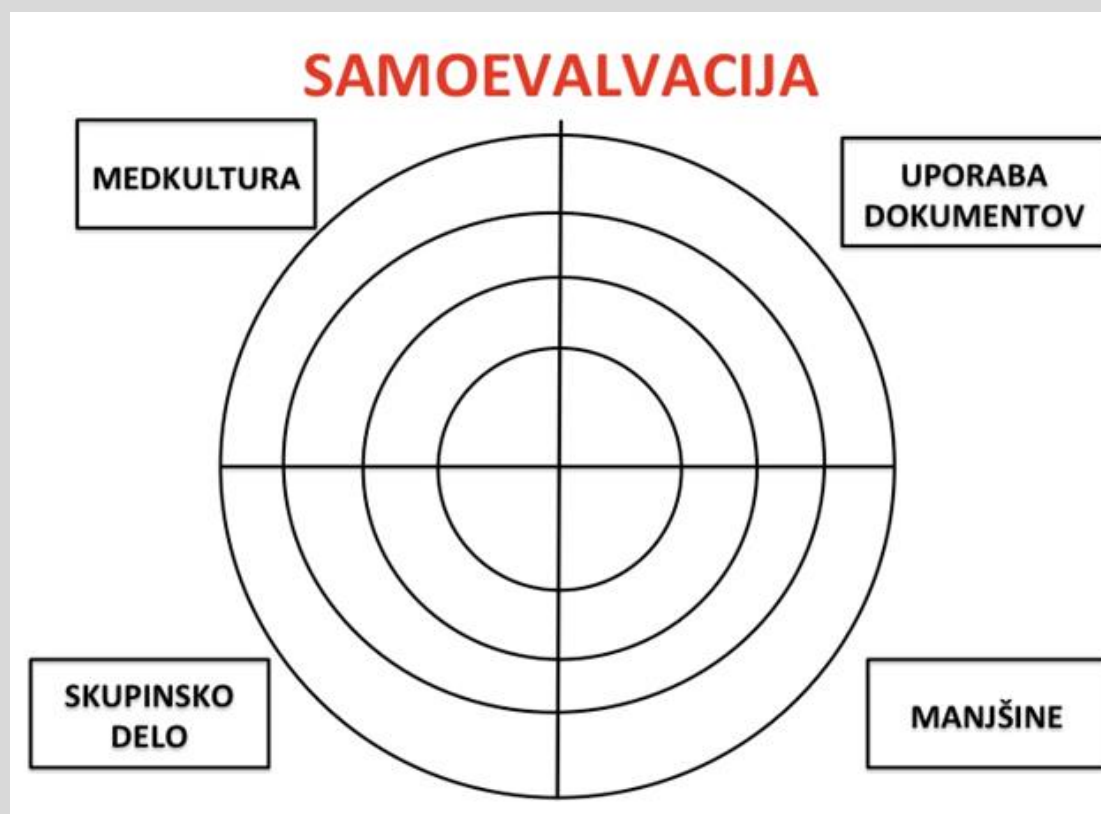 SAMOEVALVACIJA
MEDKULTURA
UPORABA
DOKUMENTOV
SKUPINSKO
DELO
MANJŠINE